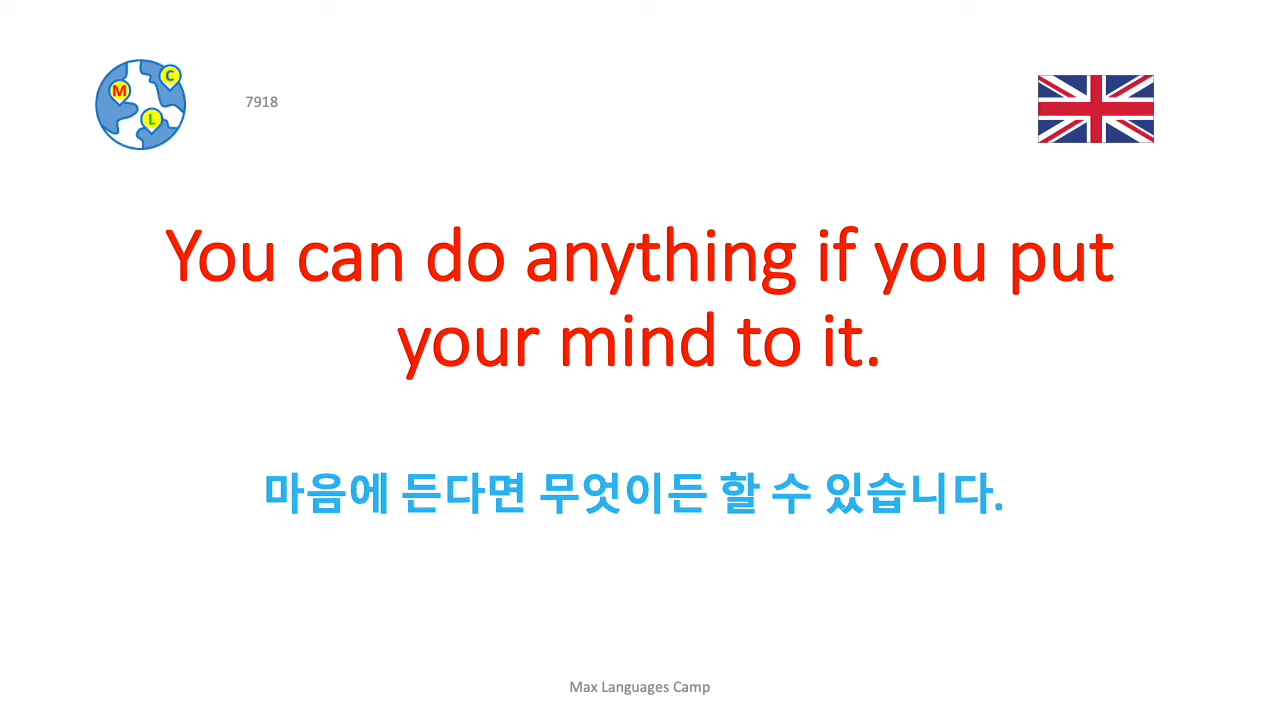 C
M
7918
L
You can do anything if you put
your mind to it.
마음에 든다면 무엇이든 할 수 있습니다.
Max Languages Camp